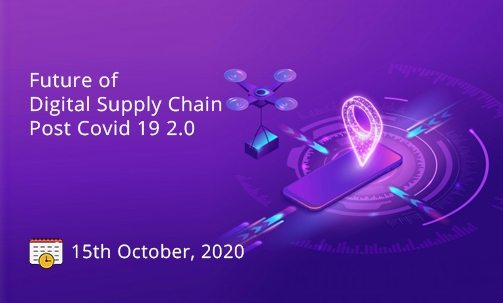 Future of
Digital Supply Chain
Post Covid 19 2.0
15th October, 2020